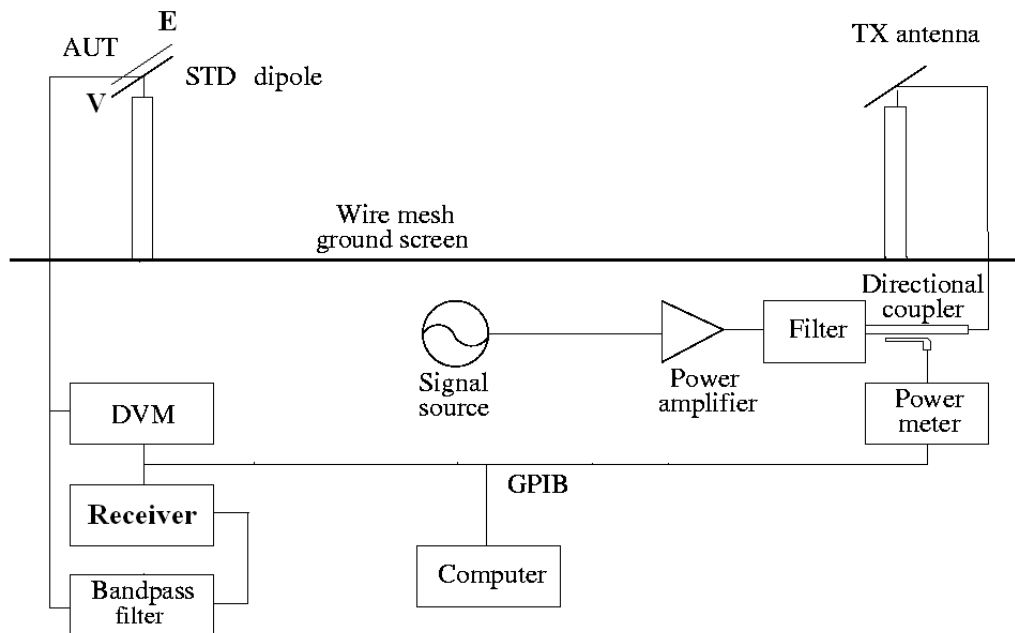 E
AUT
STD dipole
V
TX antenna
Wire mesh
ground screen
Directional
coupler
Filter
Signal
source
Power
amplifier
Power
meter
DVM
GPIB
Receiver
Computer
Bandpass
filter